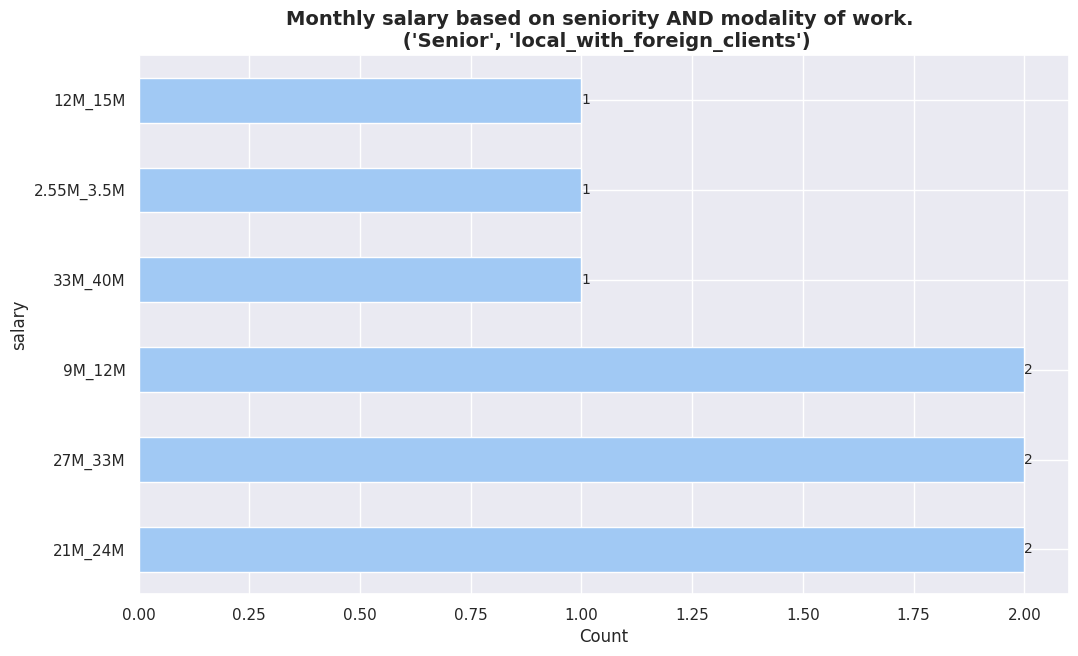 Monthly salary based on seniority AND modality of work.
('Senior', 'local_with_foreign_clients')
12M_15M
1
2.55M_3.5M
1
33M_40M
1
salary
9M_12M
2
27M_33M
2
21M_24M
2
0.00 0.25 0.50 0.75 1.00 1.25 1.50 1.75 2.00
Count